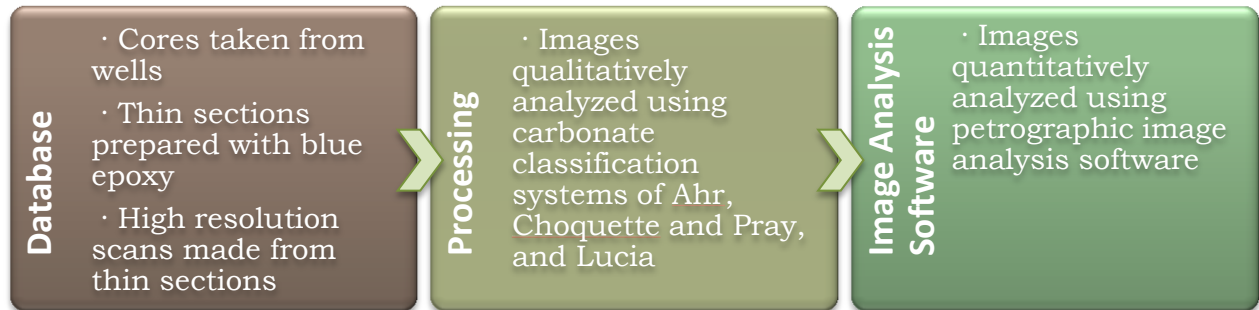 Database
· Cores taken from
wells
· Thin sections
prepared with blue
epoxy
· High resolution
scans made from
thin sections
Processing
· Images
qualitatively
analyzed using
carbonate
classification
systems of Ahr,
Choquette and Pray,
and Lucia
Image Analysis
Software
· Images
quantitatively
analyzed using
petrographic image
analysis software